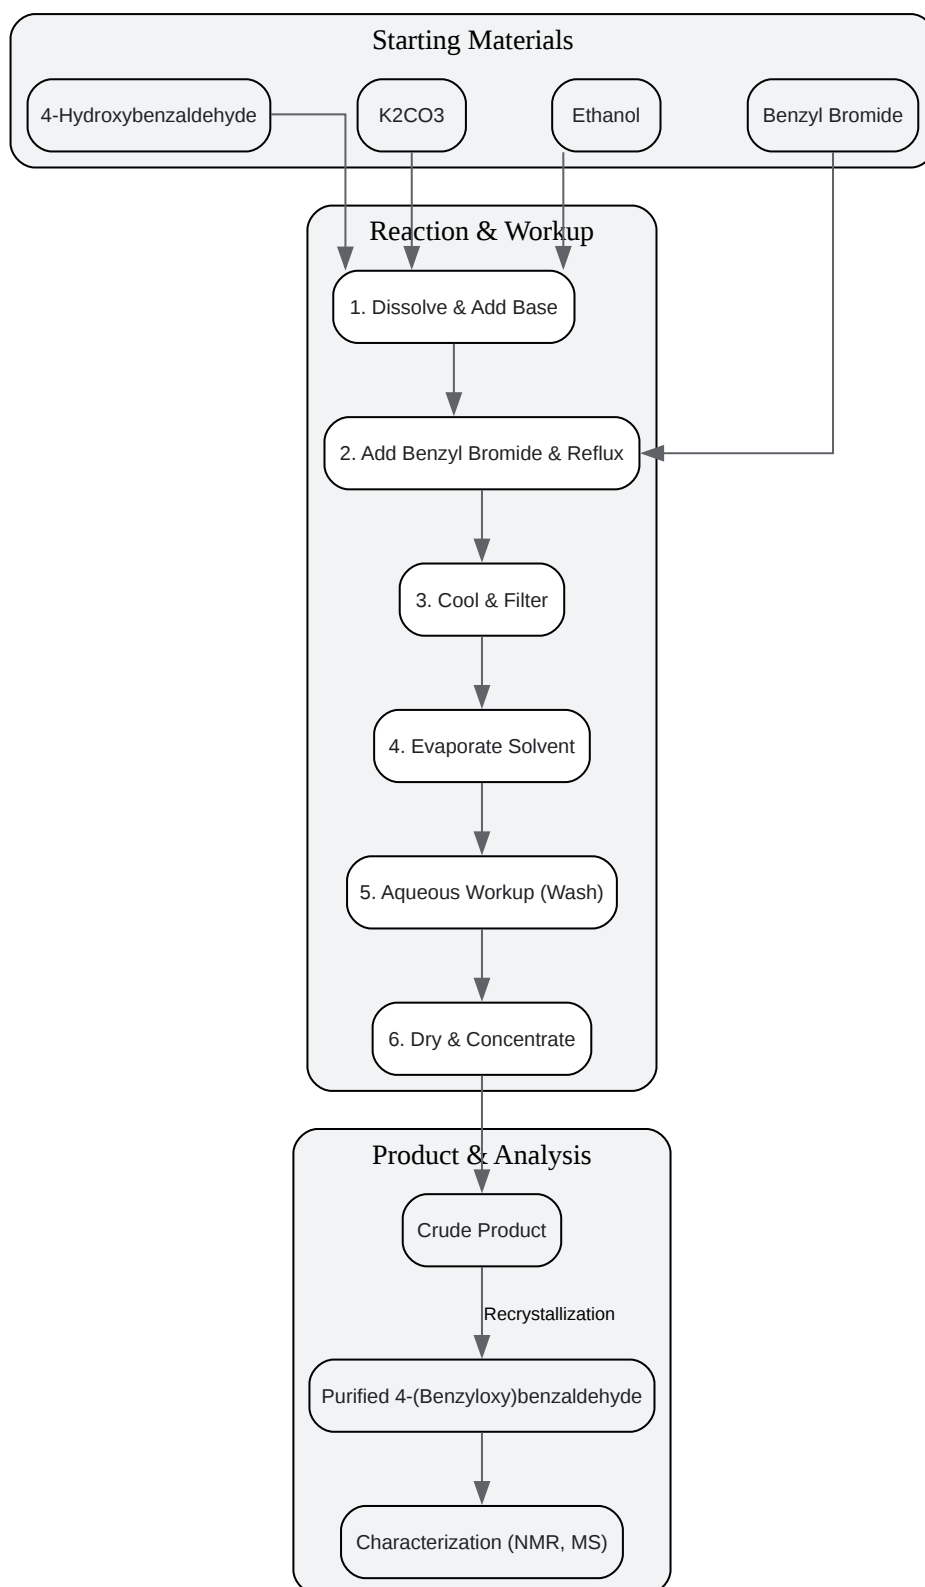 Starting Materials
4-Hydroxybenzaldehyde
K2CO3
Ethanol
Benzyl Bromide
Reaction & Workup
1. Dissolve & Add Base
2. Add Benzyl Bromide & Reflux
3. Cool & Filter
4. Evaporate Solvent
5. Aqueous Workup (Wash)
6. Dry & Concentrate
Product & Analysis
Crude Product
Recrystallization
Purified 4-(Benzyloxy)benzaldehyde
Characterization (NMR, MS)